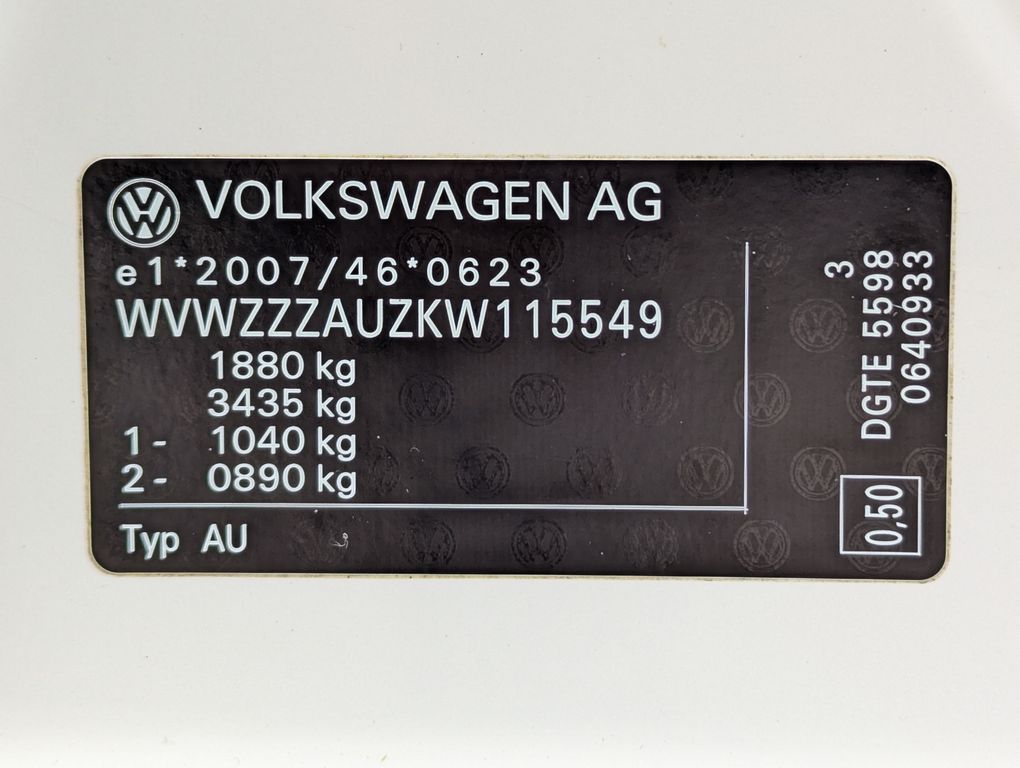 VOLKSWAGEN AG
e1*2007/46*0623
WVWZZZAUZKW115549
1880 kg
3435 kg
1- 1040 kg
2- 0890 kg
Typ AU
3
DGTE 5598
0640933
0,50